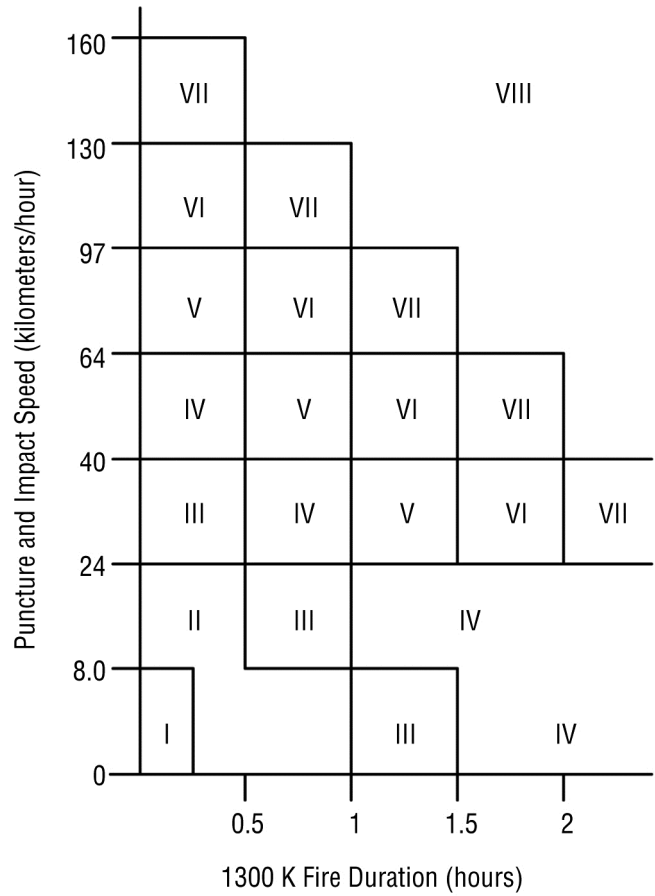 160
VII
VIII
130
VI
VII
97
V
VI
VII
64
IV
V
VI
VII
40
III
IV
V
VI
VII
24
II
III
IV
8.0
I
III
IV
0
0.5
1
1.5
2
Puncture and Impact Speed (kilometers/hour)
1300 K Fire Duration (hours)